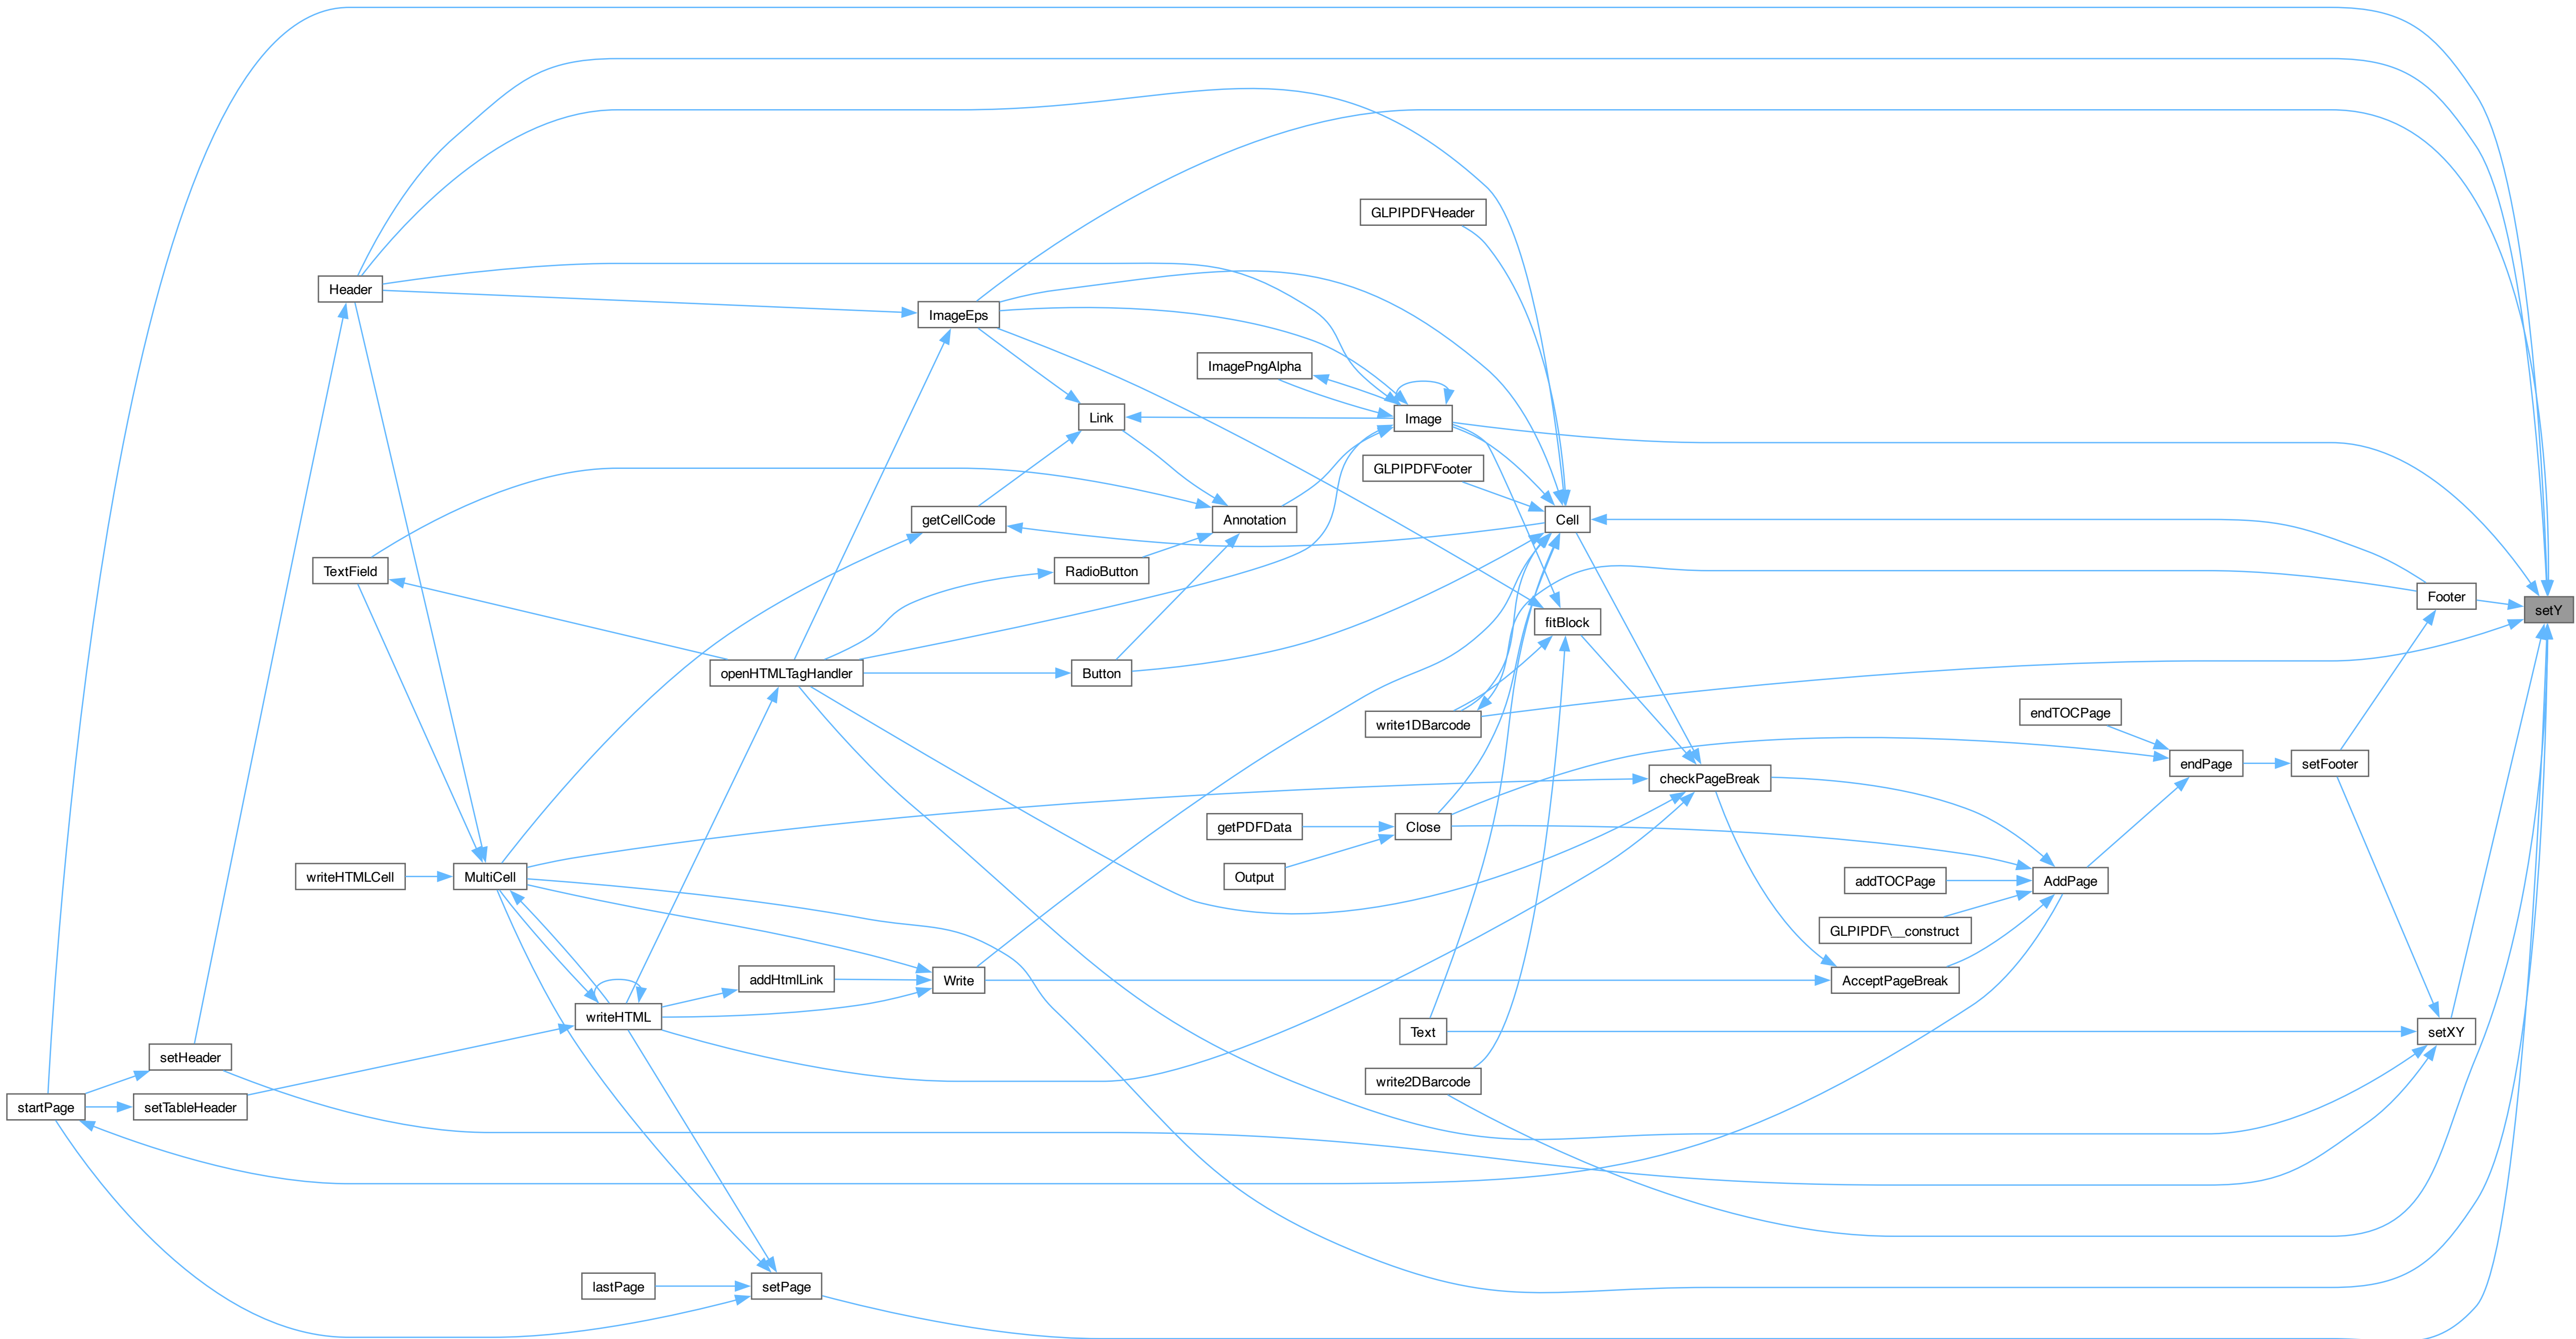 GLPIPDF\Header
Header
ImageEps
ImagePngAlpha
Link
Image
GLPIPDF\Footer
getCellCode
Annotation
Cell
TextField
RadioButton
Footer
setY
fitBlock
openHTMLTagHandler
Button
write1DBarcode
endTOCPage
endPage
setFooter
checkPageBreak
getPDFData
Close
writeHTMLCell
MultiCell
Output
addTOCPage
AddPage
GLPIPDF\__construct
addHtmlLink
Write
AcceptPageBreak
writeHTML
Text
setXY
setHeader
write2DBarcode
startPage
setTableHeader
lastPage
setPage